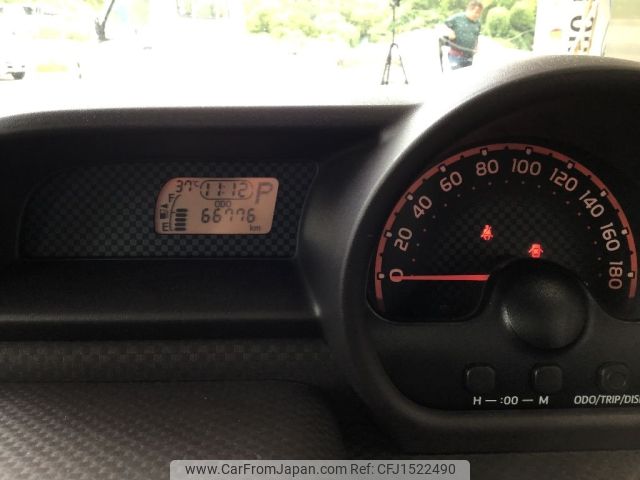 37°C 11:12 P
F
ODO
66776
E km
0 20 40 60 80 100 120 140 160 180
H — :00 — M ODO/TRIP/DIS
www.CarFromJapan.com Ref: CFJ1522490